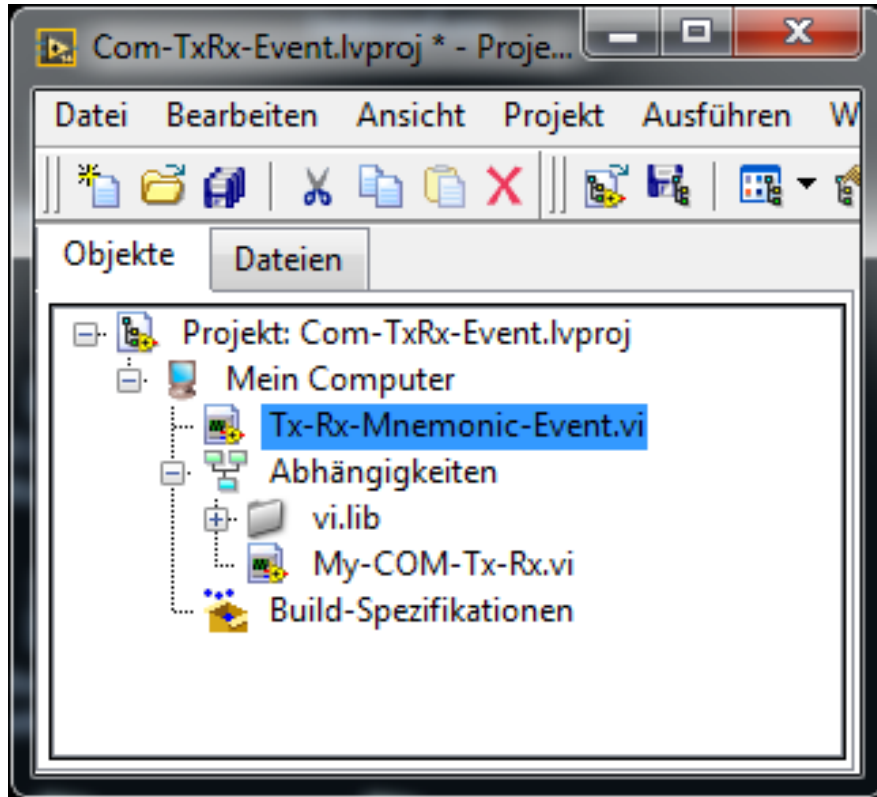 Com-TxRx-Event.lvproj * - Proje...
Datei Bearbeiten Ansicht Projekt Ausführen W
Objekte Dateien
Projekt: Com-TxRx-Event.lvproj
Mein Computer
Tx-Rx-Mnemonic-Event.vi
Abhängigkeiten
vi.lib
My-COM-Tx-Rx.vi
Build-Spezifikationen